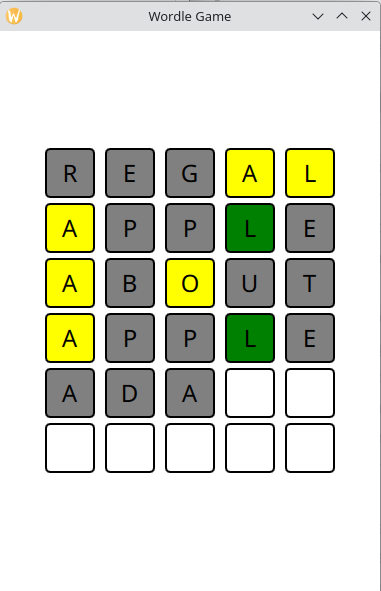 W Wordle Game
R E G A L
A P P L E
A B O U T
A P P L E
A D A